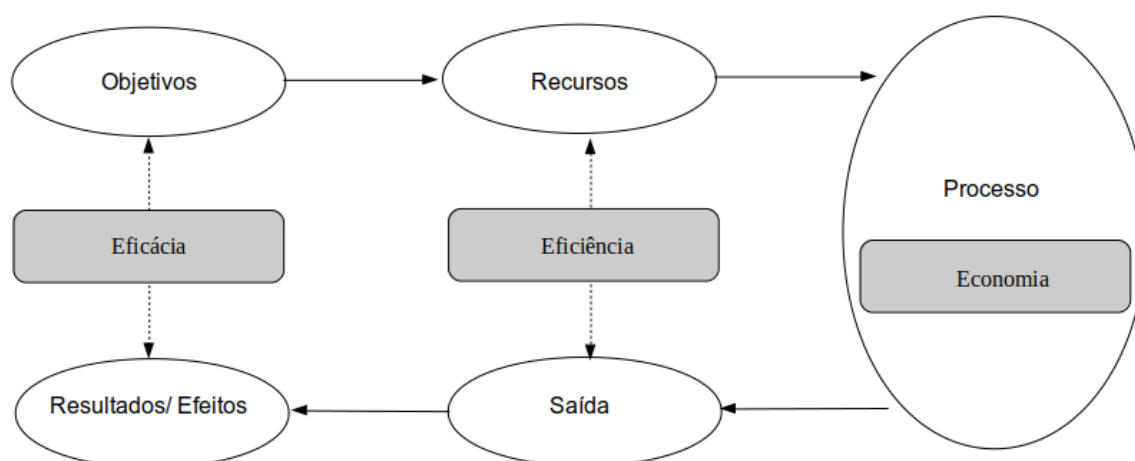 Objetivos
Recursos
Processo
Eficácia
Eficiência
Economia
Resultados/ Efeitos
Saída